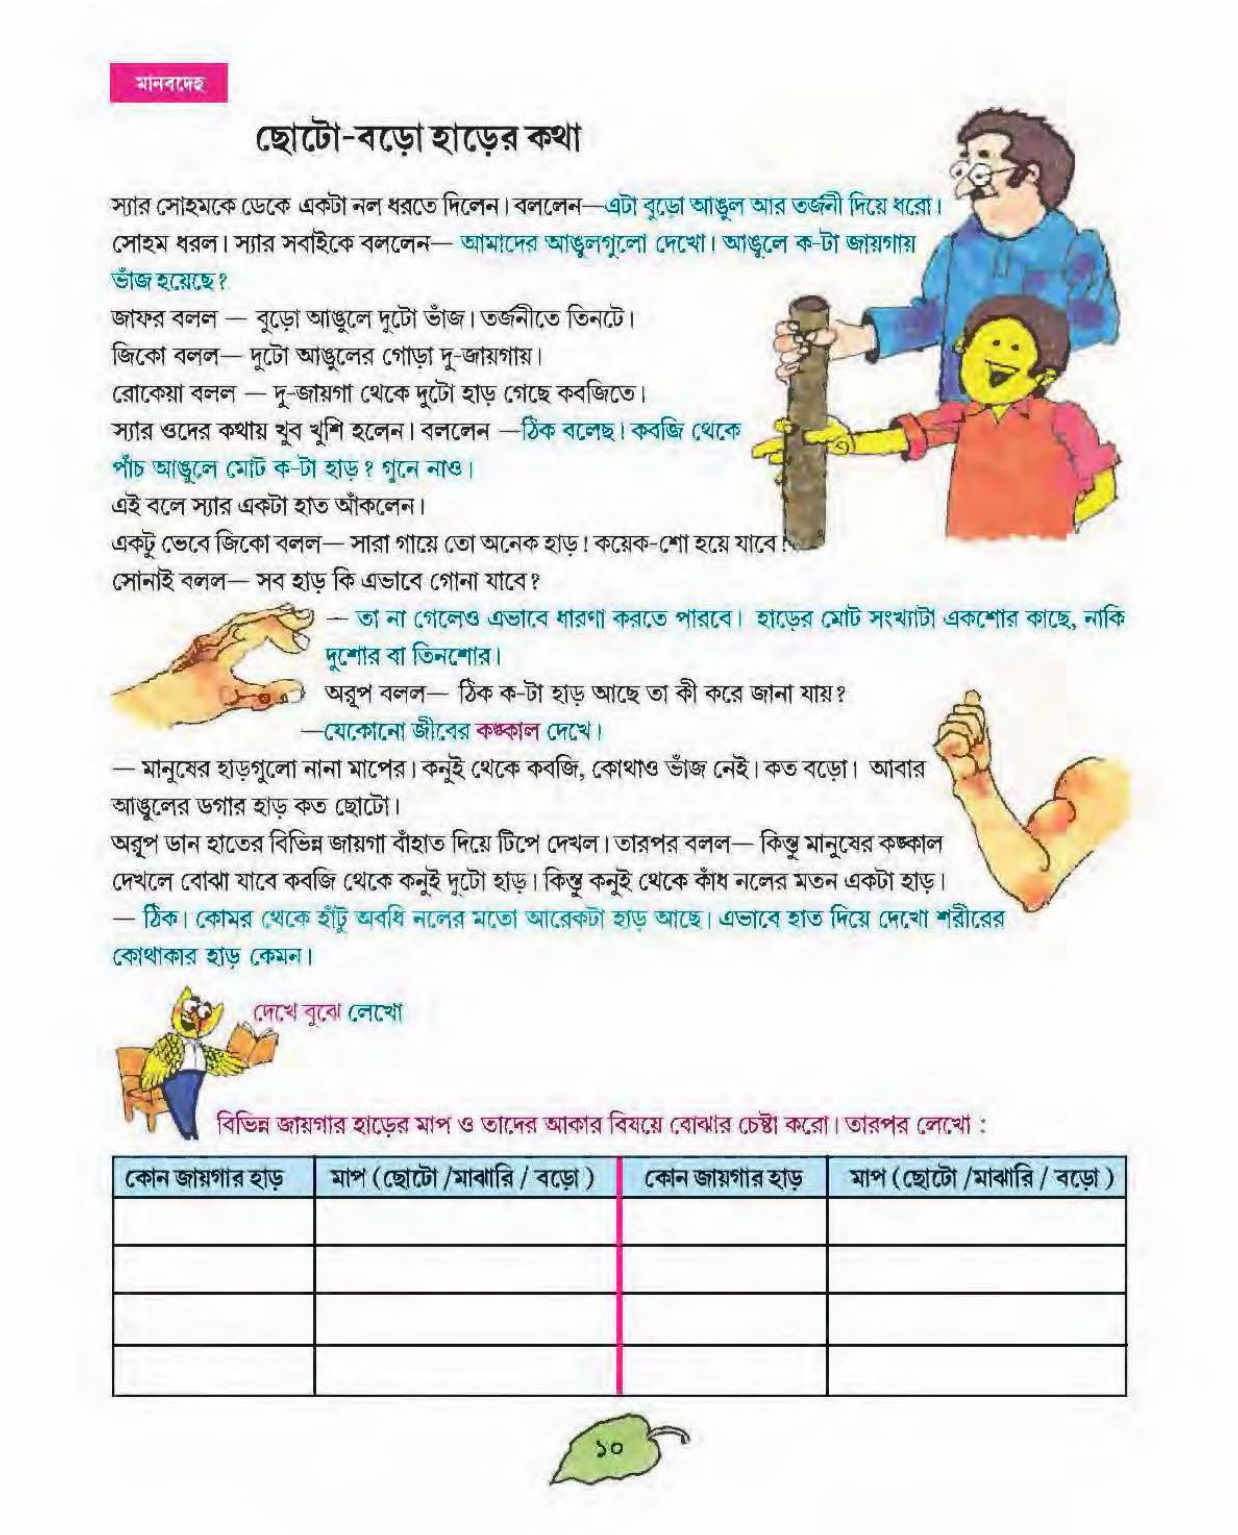 মানবদেহ
ছোটো-বড়ো হাড়ের কথা
স্যার সোহমকে ডেকে একটা নল ধরতে দিলেন। বললেন—এটা বুড়ো আঙুল আর তর্জনী দিয়ে ধরো।
সোহম ধরল। স্যার সবাইকে বললেন— আমাদের আঙুলগুলো দেখো। আঙুলে ক-টা জায়গায়
ভাঁজ হয়েছে?
জাফর বলল — বুড়ো আঙুলে দুটো ভাঁজ। তর্জনীতে তিনটে।
জিকো বলল— দুটো আঙুলের গোড়া দু-জায়গায়।
রোকেয়া বলল — দু-জায়গা থেকে দুটো হাড় গেছে কবজিতে।
স্যার ওদের কথায় খুব খুশি হলেন। বললেন —ঠিক বলেছ। কবজি থেকে
পাঁচ আঙুলে মোট ক-টা হাড়? গুনে নাও।
এই বলে স্যার একটা হাত আঁকলেন।
একটু ভেবে জিকো বলল— সারা গায়ে তো অনেক হাড়! কয়েক-শো হয়ে যাবে!
সোনাই বলল— সব হাড় কি এভাবে গোনা যাবে?
— তা না গেলেও এভাবে ধারণা করতে পারবে। হাড়ের মোট সংখ্যাটা একশোর কাছে, নাকি
দুশোর বা তিনশোর।
অরূপ বলল— ঠিক ক-টা হাড় আছে তা কী করে জানা যায়?
—যেকোনো জীবের কঙ্কাল দেখে।
— মানুষের হাড়গুলো নানা মাপের। কনুই থেকে কবজি, কোথাও ভাঁজ নেই। কত বড়ো। আবার
আঙুলের ডগার হাড় কত ছোটো।
অরূপ ডান হাতের বিভিন্ন জায়গা বাঁহাত দিয়ে টিপে দেখল। তারপর বলল— কিন্তু মানুষের কঙ্কাল
দেখলে বোঝা যাবে কবজি থেকে কনুই দুটো হাড়। কিন্তু কনুই থেকে কাঁধ নলের মতন একটা হাড়।
— ঠিক। কোমর থেকে হাঁটু অবধি নলের মতো আরেকটা হাড় আছে। এভাবে হাত দিয়ে দেখো শরীরের
কোথাকার হাড় কেমন।
দেখে বুঝে লেখো
বিভিন্ন জায়গার হাড়ের মাপ ও তাদের আকার বিষয়ে বোঝার চেষ্টা করো। তারপর লেখো :
কোন জায়গার হাড় মাপ (ছোটো /মাঝারি / বড়ো ) কোন জায়গার হাড় মাপ (ছোটো /মাঝারি / বড়ো )
১০